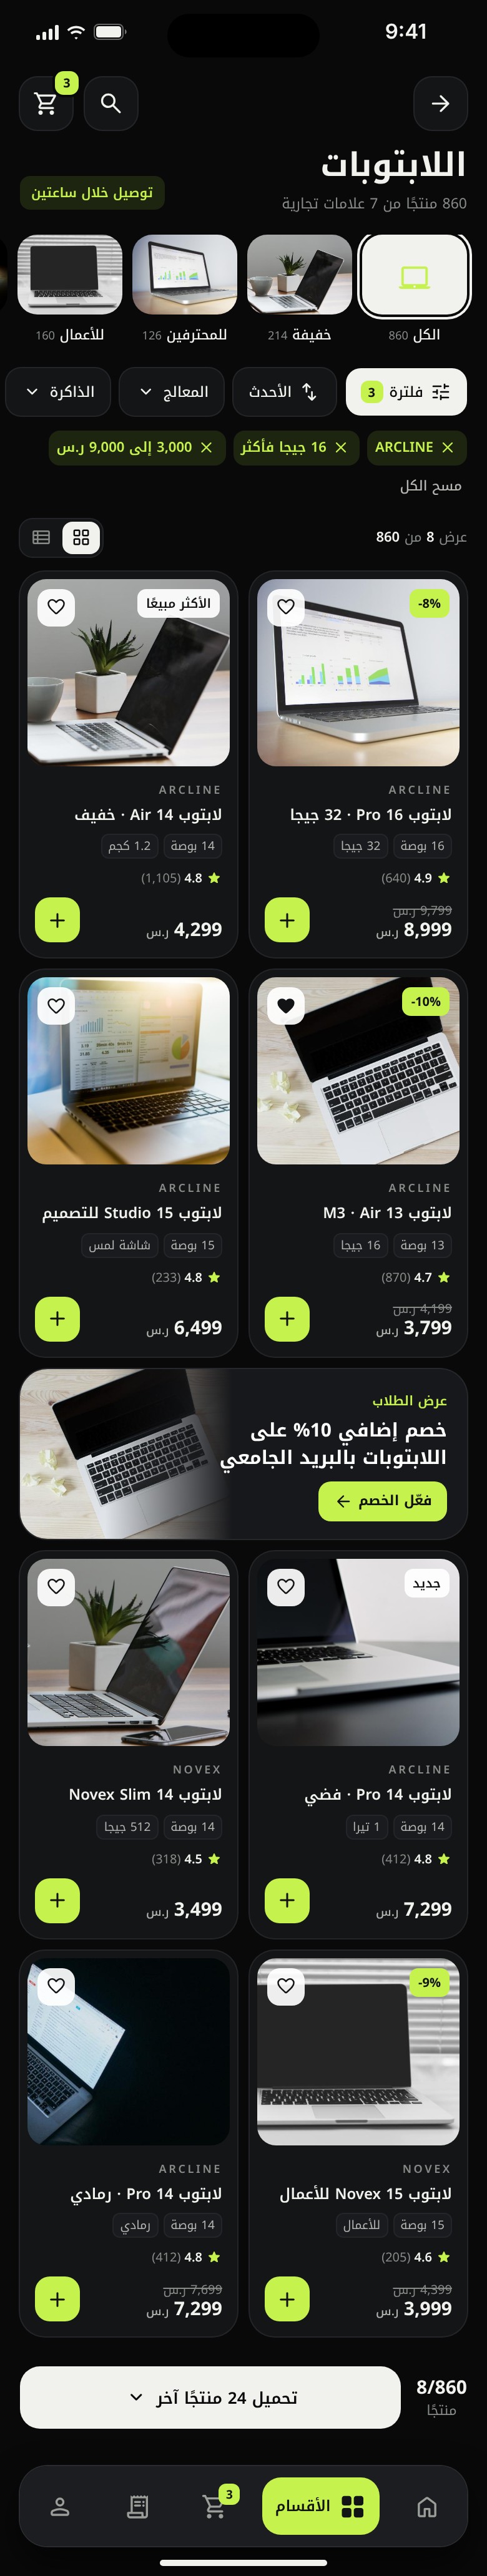 9:41
3
اللابتوبات
860 منتجًا من 7 علامات تجارية
توصيل خلال ساعتين
الكل 860
خفيفة 214
للمحترفين 126
للأعمال 160
فلترة 3
الأحدث
المعالج
الذاكرة
ARCLINE
16 جيجا فأكثر
3,000 إلى 9,000 ر.س
مسح الكل
عرض 8 من 860
-8%
ARCLINE
لابتوب Pro 16 · 32 جيجا
16 بوصة
32 جيجا
4.9 (640)
9,799 ر.س
8,999 ر.س
الأكثر مبيعًا
ARCLINE
لابتوب Air 14 · خفيف
14 بوصة
1.2 كجم
4.8 (1,105)
4,299 ر.س
-10%
ARCLINE
لابتوب M3 · Air 13
13 بوصة
16 جيجا
4.7 (870)
4,199 ر.س
3,799 ر.س
ARCLINE
لابتوب Studio 15 للتصميم
15 بوصة
شاشة لمس
4.8 (233)
6,499 ر.س
عرض الطلاب
خصم إضافي 10% على
اللابتوبات بالبريد الجامعي
فعّل الخصم
جديد
ARCLINE
لابتوب Pro 14 · فضي
14 بوصة
1 تيرا
4.8 (412)
7,299 ر.س
NOVEX
لابتوب Novex Slim 14
14 بوصة
512 جيجا
4.5 (318)
3,499 ر.س
-9%
NOVEX
لابتوب Novex 15 للأعمال
15 بوصة
للأعمال
4.6 (205)
4,399 ر.س
3,999 ر.س
ARCLINE
لابتوب Pro 14 · رمادي
14 بوصة
رمادي
4.8 (412)
7,699 ر.س
7,299 ر.س
8/860
منتجًا
تحميل 24 منتجًا آخر
الأقسام
3